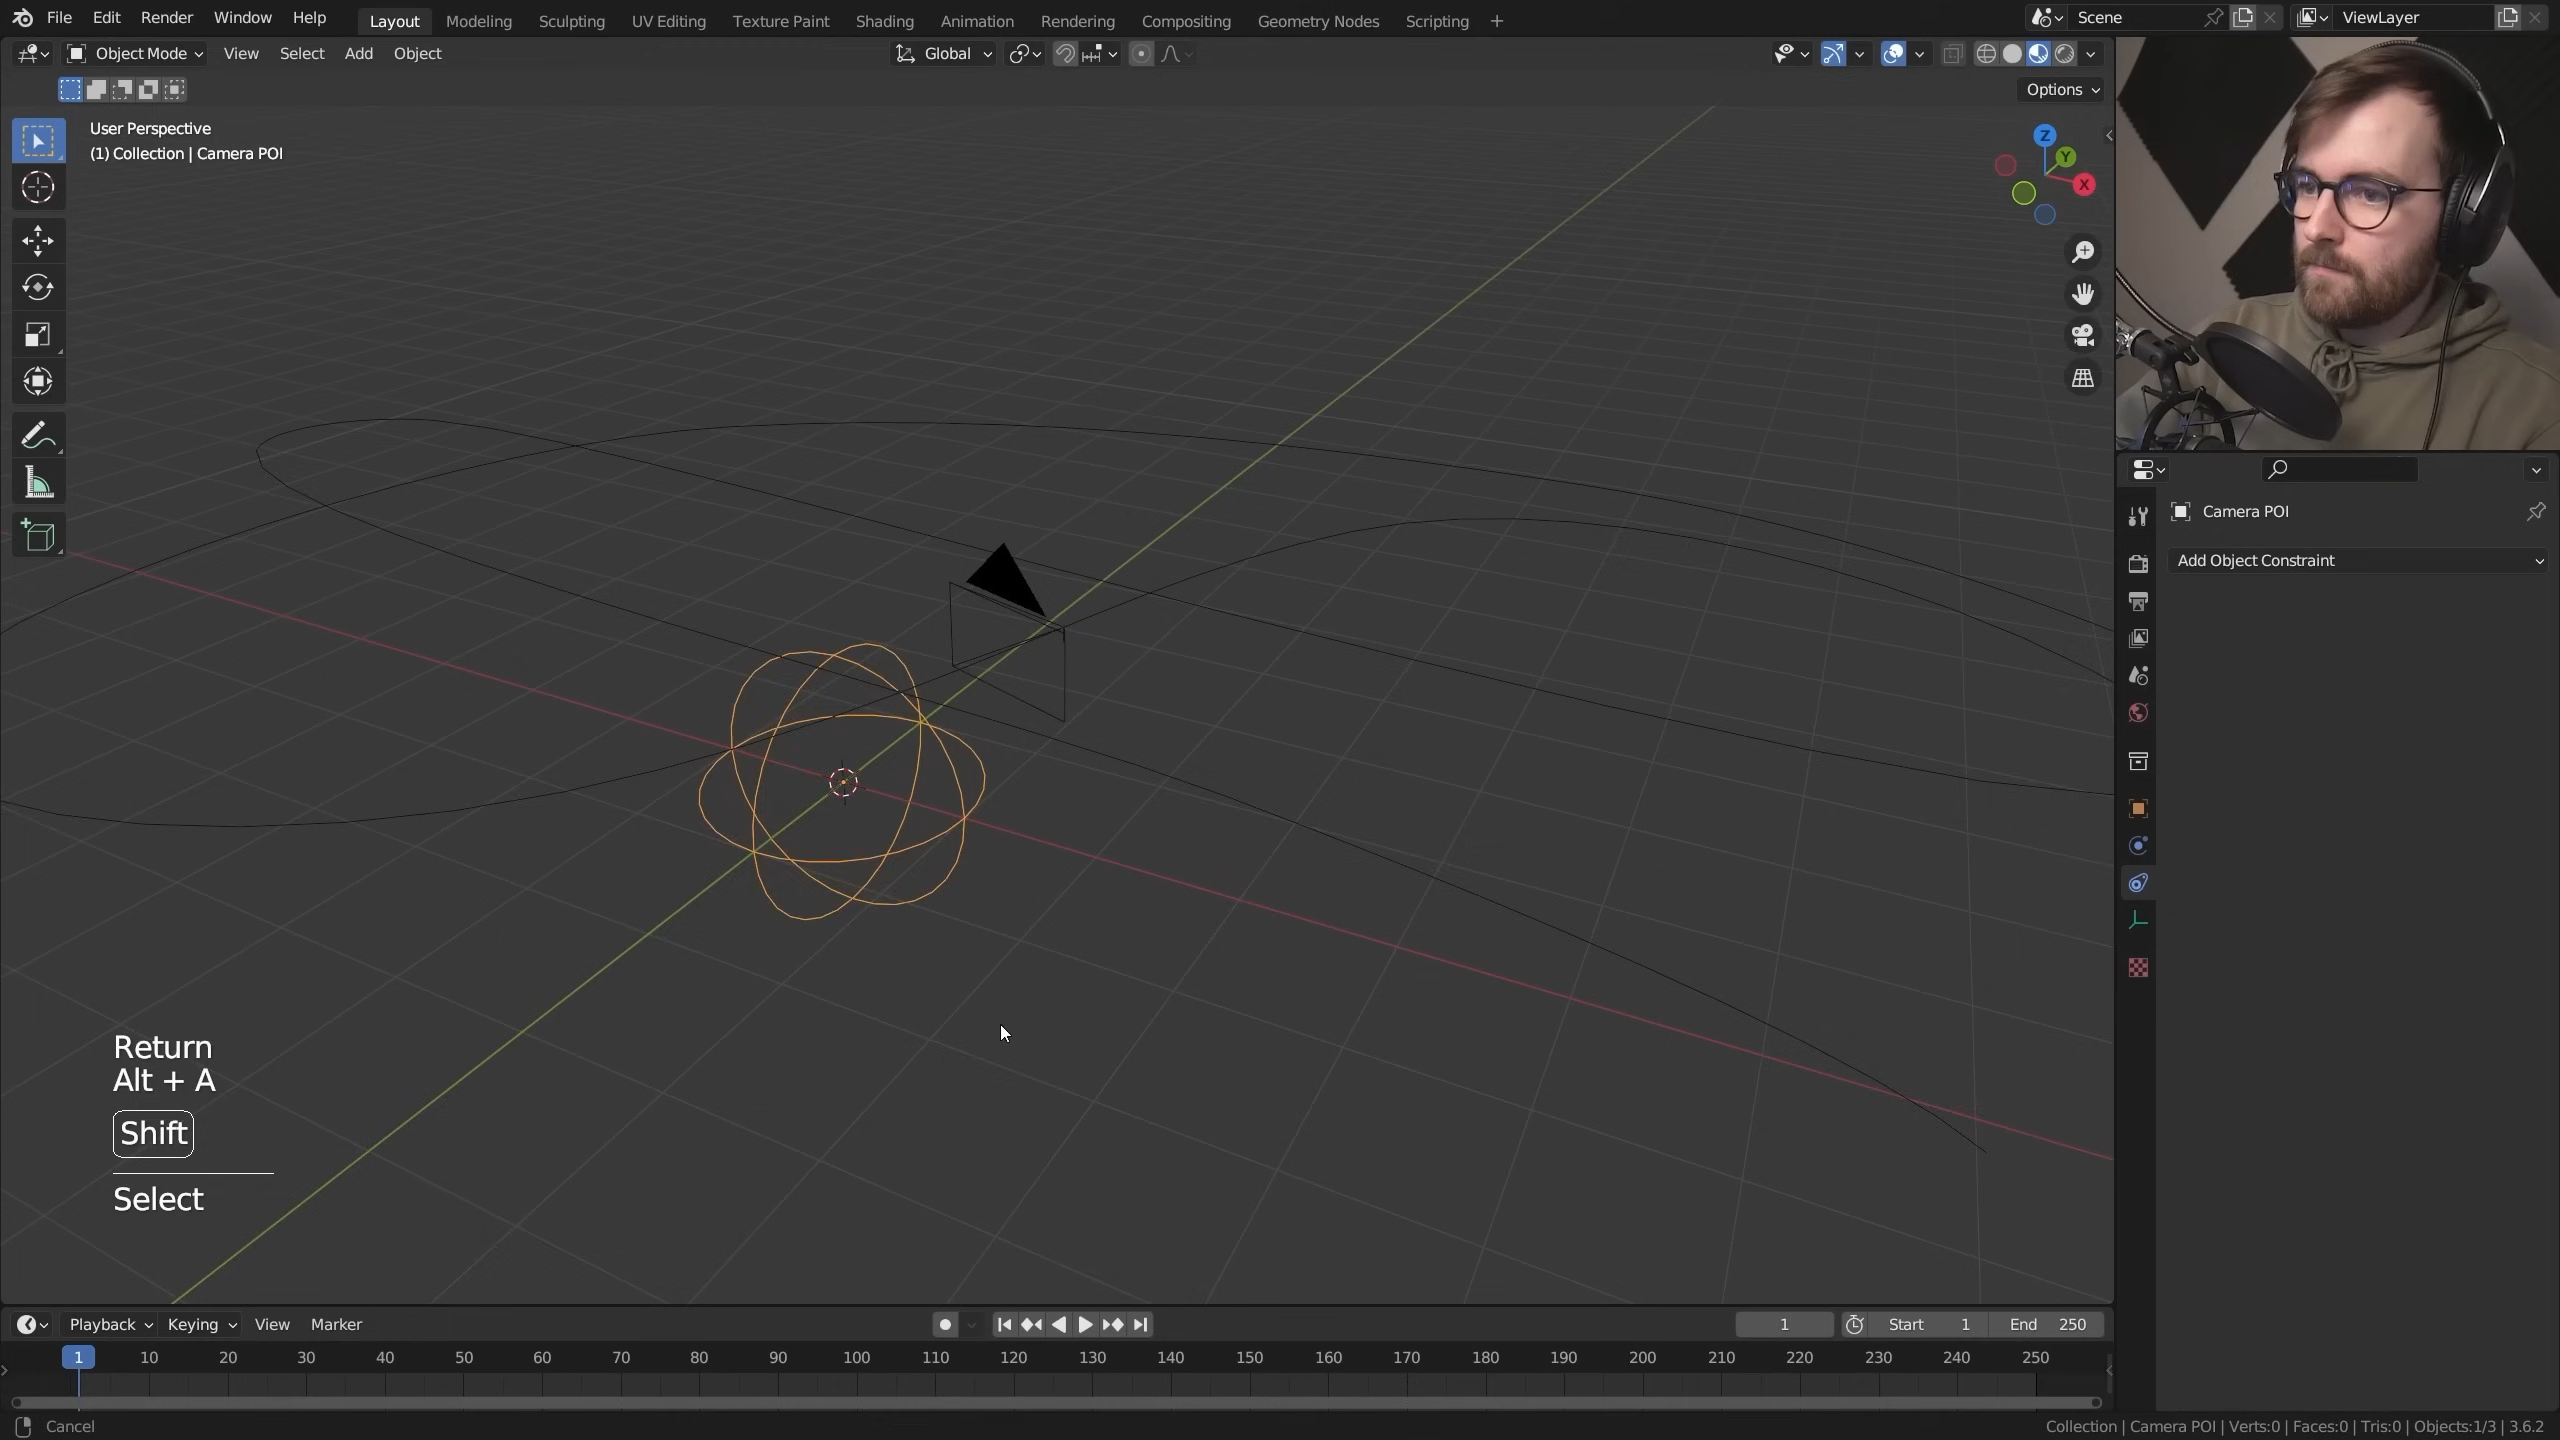 File Edit Render Window Help Layout Modeling Sculpting UV Editing Texture Paint Shading Animation Rendering Compositing Geometry Nodes Scripting + Scene ViewLayer
Object Mode View Select Add Object Global
Options
User Perspective
(1) Collection | Camera POI
Z
Y
X
Camera POI
Add Object Constraint
Return
Alt + A
Shift
Select
Playback Keying View Marker 1 Start 1 End 250
1 10 20 30 40 50 60 70 80 90 100 110 120 130 140 150 160 170 180 190 200 210 220 230 240 250
Cancel Collection | Camera POI | Verts:0 | Faces:0 | Tris:0 | Objects:1/3 | 3.6.2